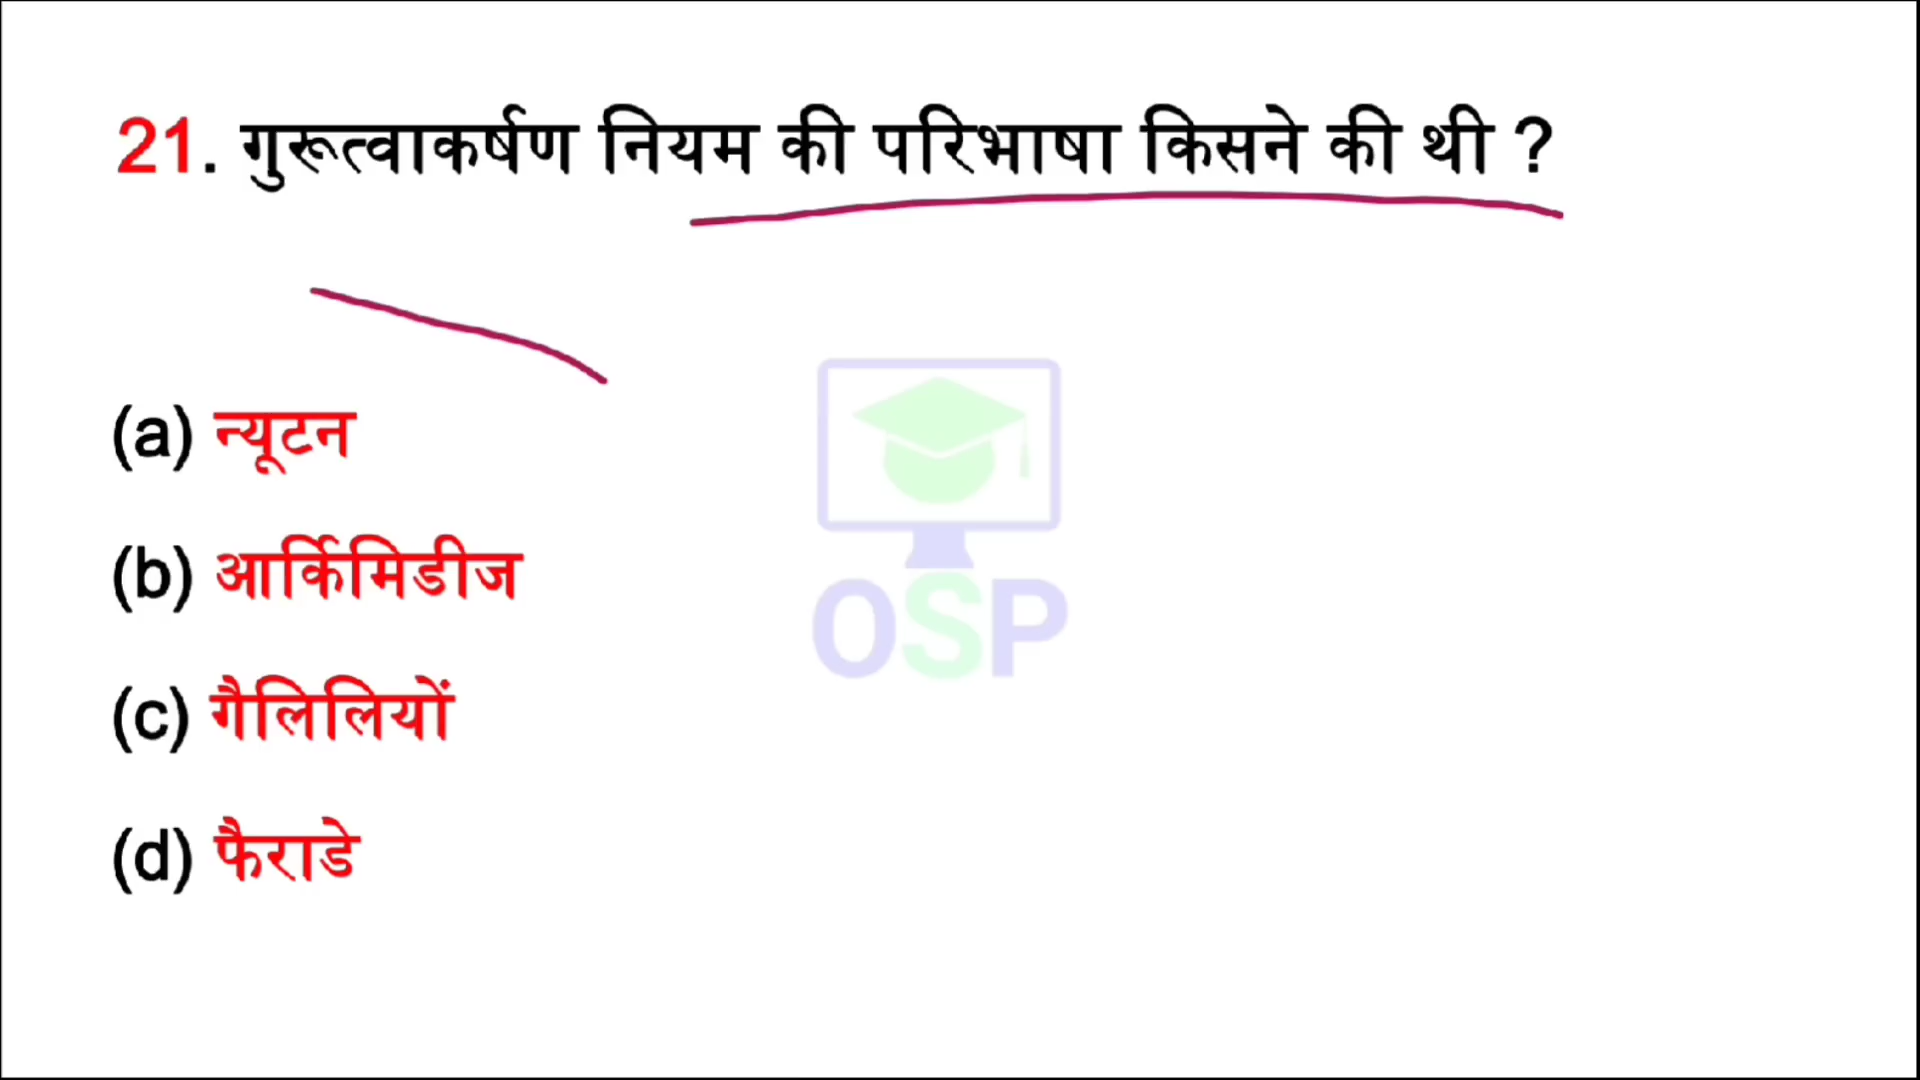 21. गुरूत्वाकर्षण नियम की परिभाषा किसने की थी ?
(a) न्यूटन
(b) आर्किमिडीज
(c) गैलिलियों
(d) फैराडे
OSP